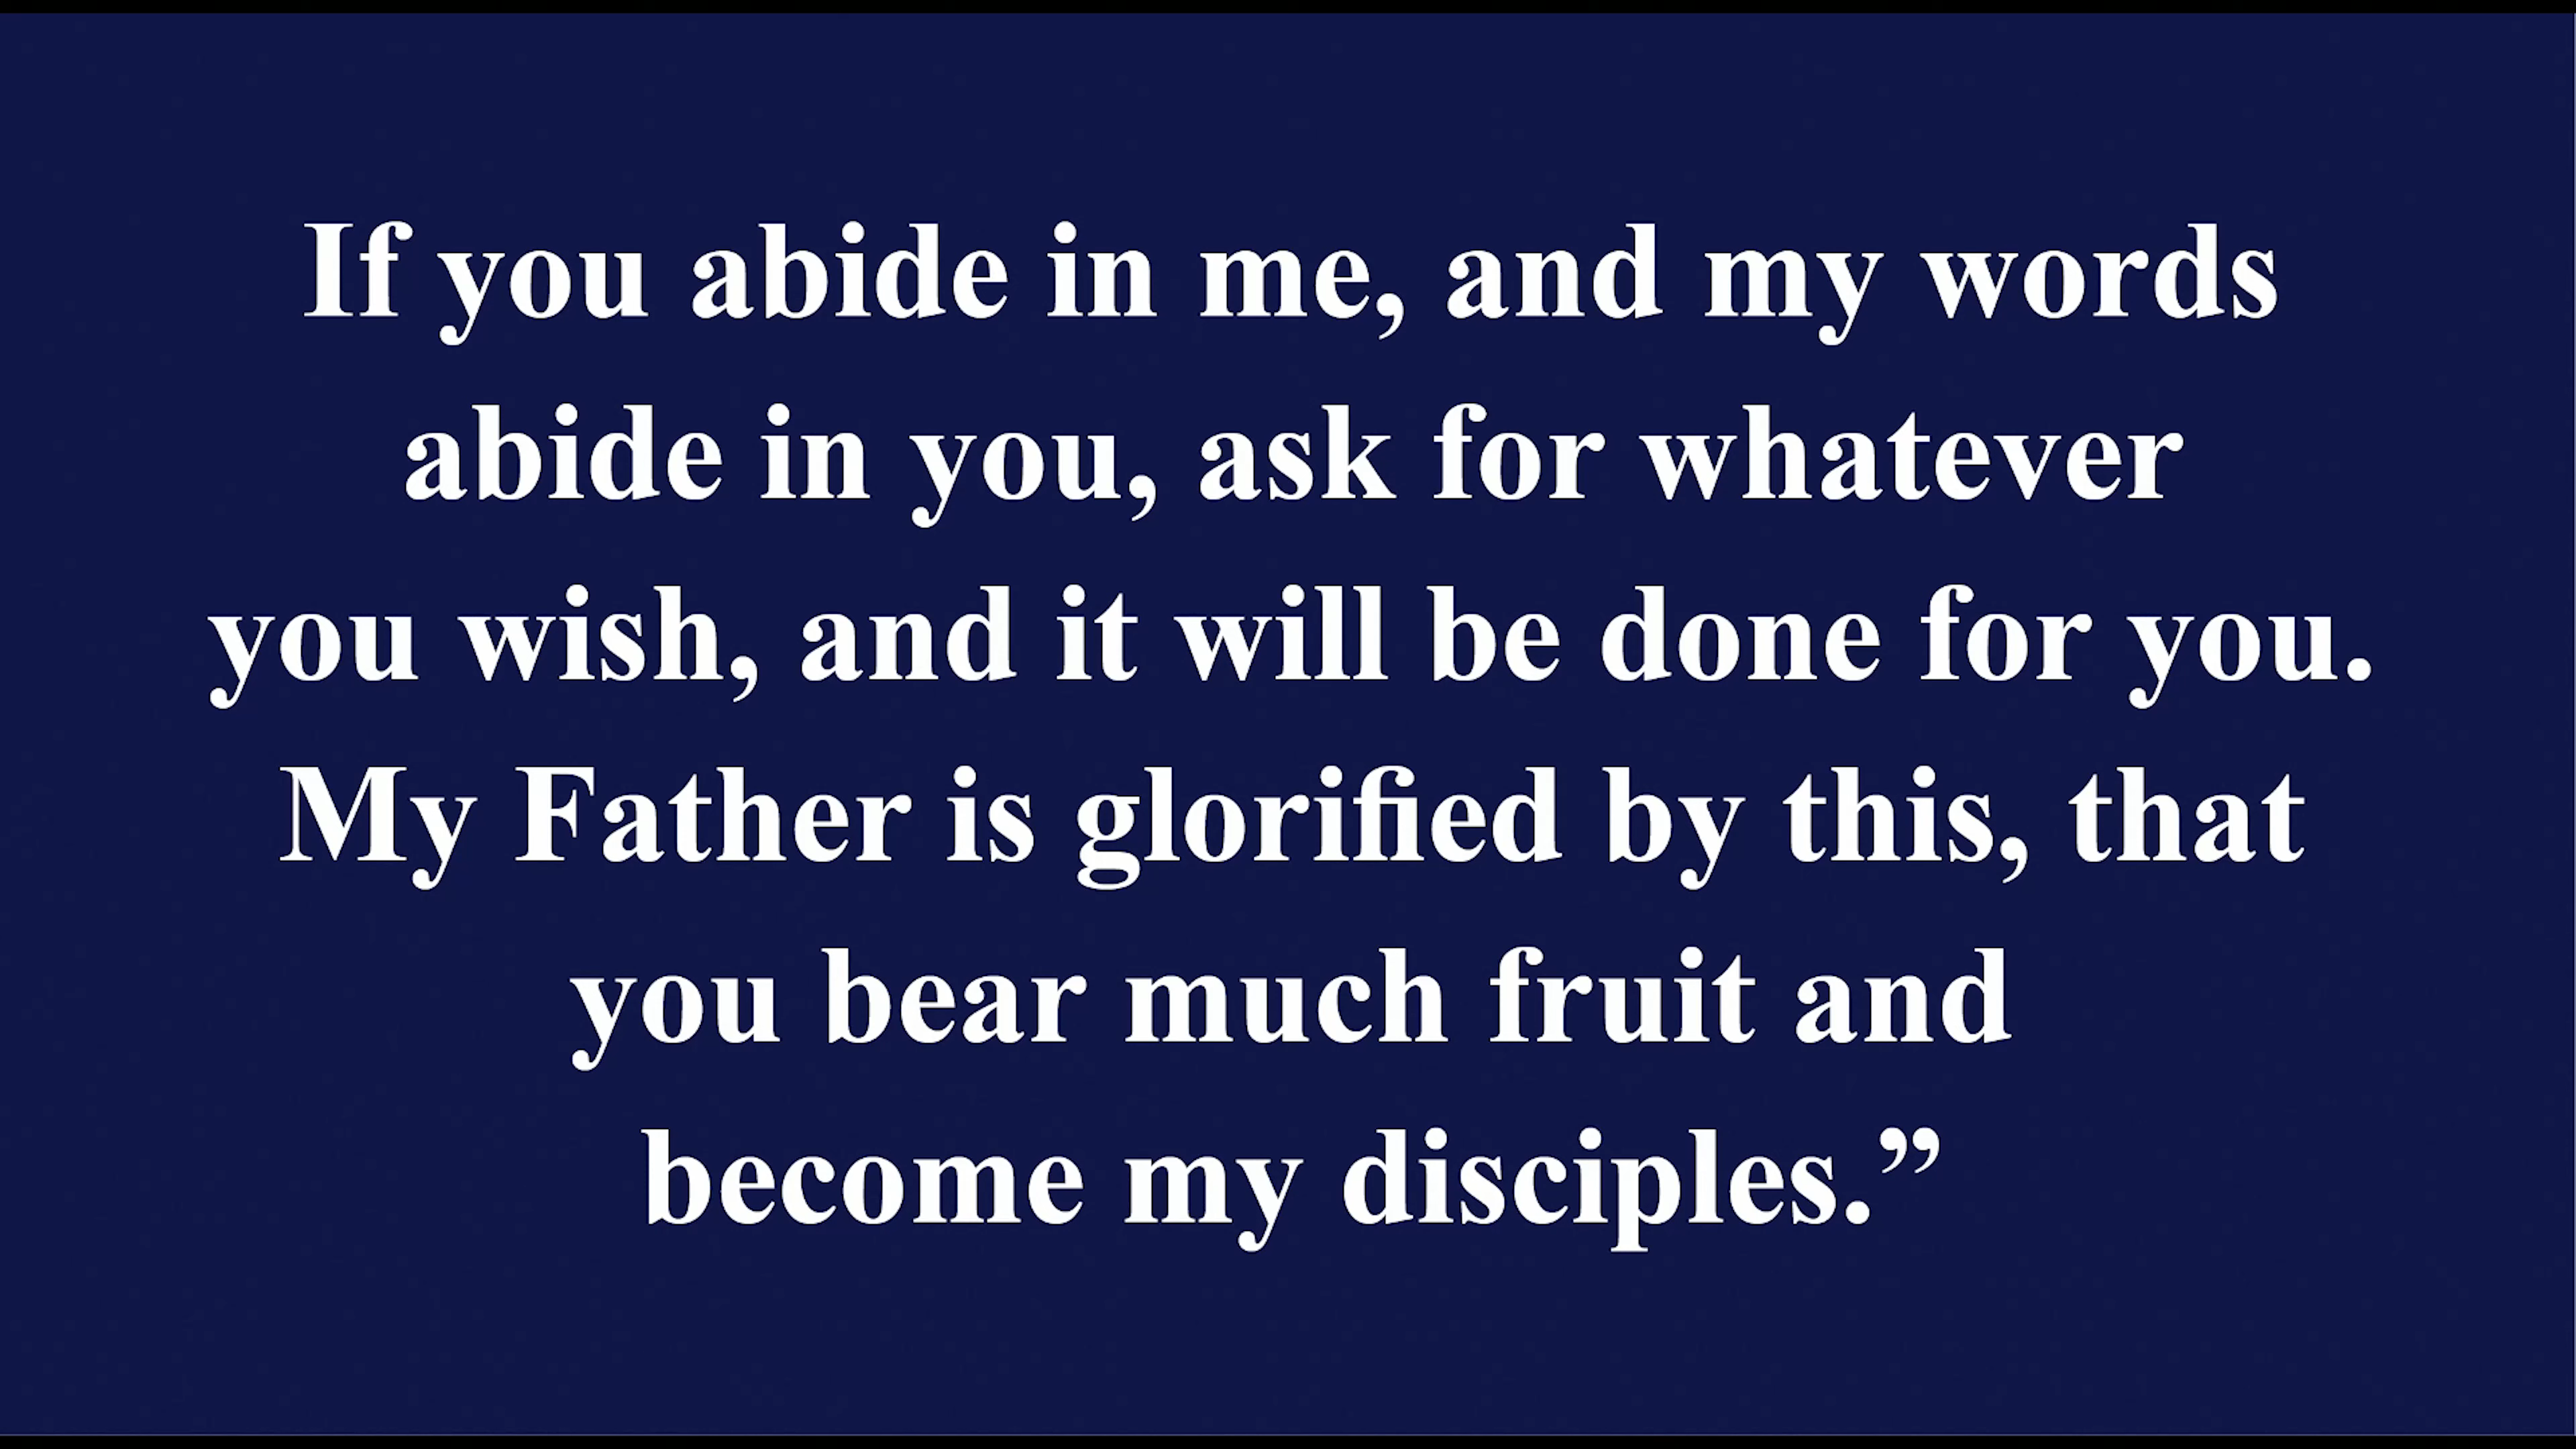 If you abide in me, and my words
abide in you, ask for whatever
you wish, and it will be done for you.
My Father is glorified by this, that
you bear much fruit and
become my disciples.”